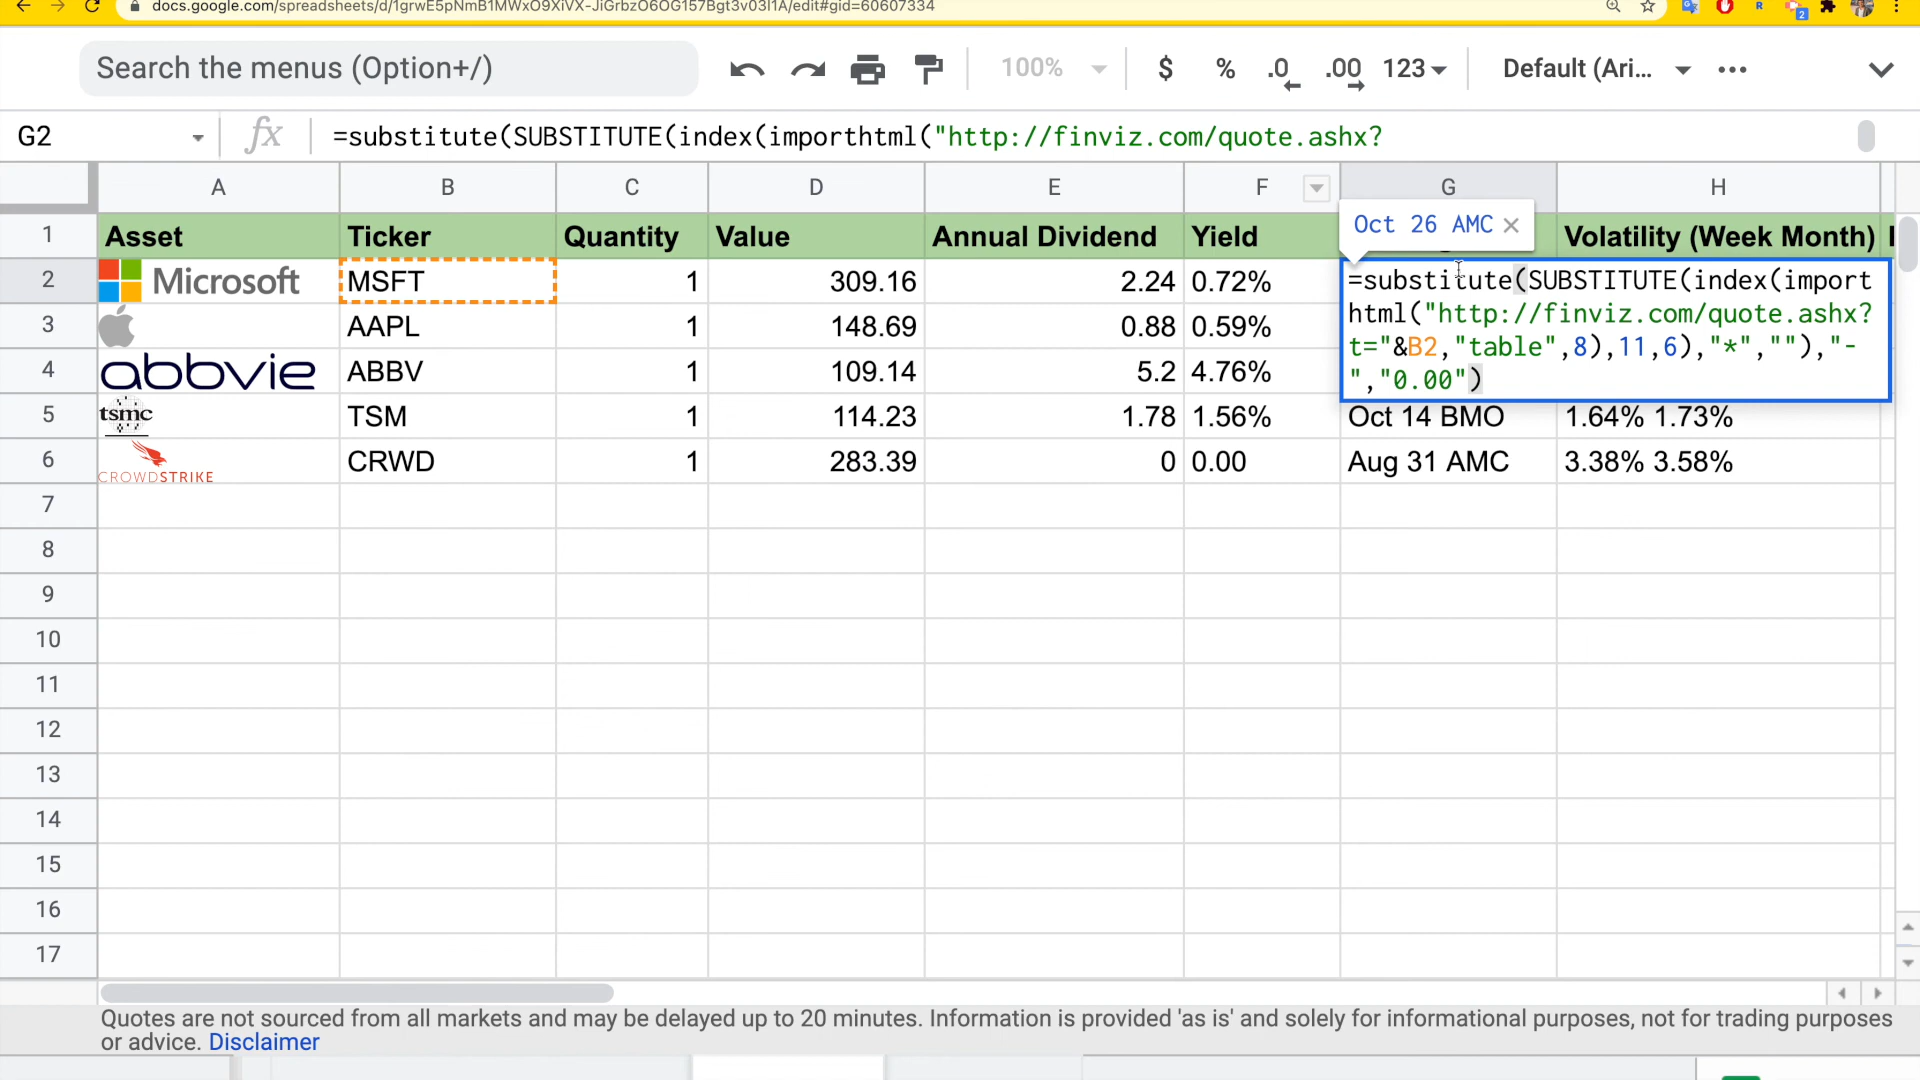 docs.google.com/spreadsheets/d/1grwE5pNmB1MWxO9XiVX-JiGrbzO6OG157Bgt3v03l1A/edit#gid=60607334
2
Search the menus (Option+/)
100%
$ % .0 .00 123 Default (Ari... •••
G2 fx =substitute(SUBSTITUTE(index(importhtml("http://finviz.com/quote.ashx?
A B C D E F G H
Oct 26 AMC ×
1 Asset Ticker Quantity Value Annual Dividend Yield Volatility (Week Month)
2 Microsoft MSFT 1 309.16 2.24 0.72%
=substitute(SUBSTITUTE(index(import
html("http://finviz.com/quote.ashx?
t="&B2,"table",8),11,6),"*",""),"-
","0.00")
3 AAPL 1 148.69 0.88 0.59%
4 abbvie ABBV 1 109.14 5.2 4.76%
5 tsmc TSM 1 114.23 1.78 1.56% Oct 14 BMO 1.64% 1.73%
6 CROWDSTRIKE CRWD 1 283.39 0 0.00 Aug 31 AMC 3.38% 3.58%
7
8
9
10
11
12
13
14
15
16
17
Quotes are not sourced from all markets and may be delayed up to 20 minutes. Information is provided 'as is' and solely for informational purposes, not for trading purposes
or advice. Disclaimer